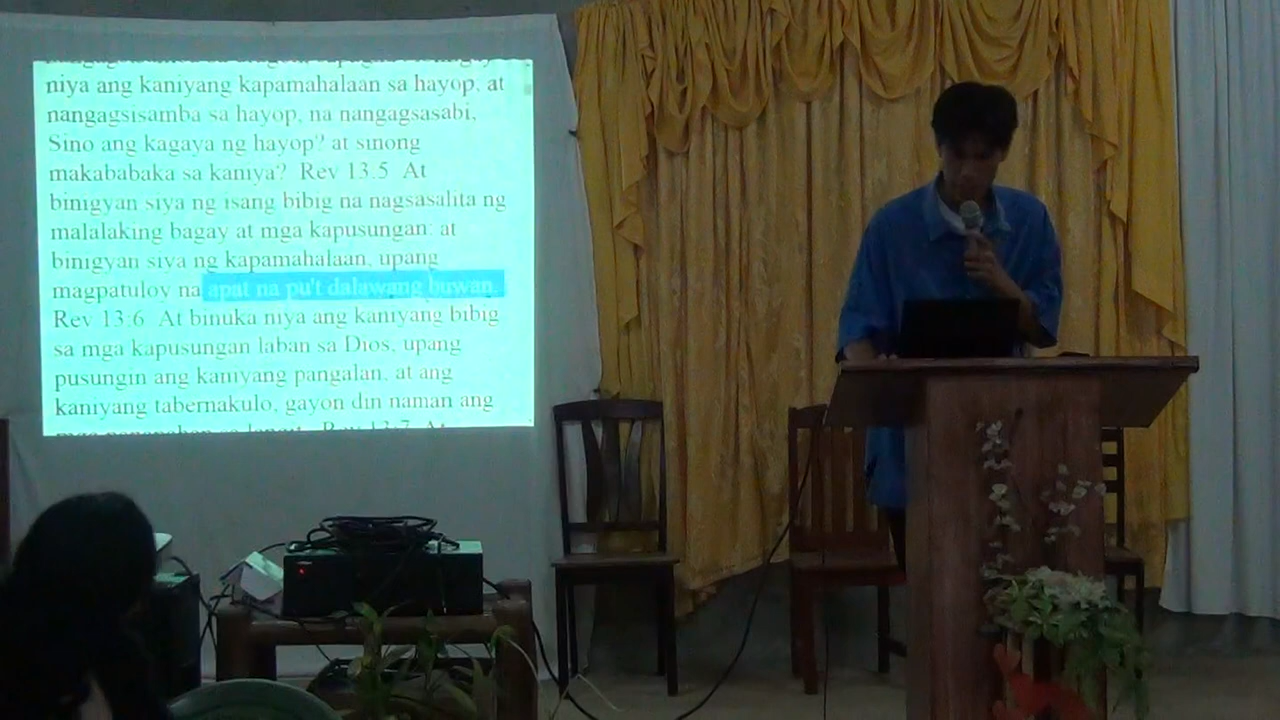 niya ang kaniyang kapamahalaan sa hayop, at
nangagsisamba sa hayop, na nangagsasabi,
Sino ang kagaya ng hayop? at sinong
makababaka sa kaniya? Rev 13:5 At
binigyan siya ng isang bibig na nagsasalita ng
malalaking bagay at mga kapusungan: at
binigyan siya ng kapamahalaan, upang
magpatuloy na apat na pu't dalawang buwan.
Rev 13:6 At binuka niya ang kaniyang bibig
sa mga kapusungan laban sa Dios, upang
pusungin ang kaniyang pangalan, at ang
kaniyang tabernakulo, gayon din naman ang
Rev 13:7 At